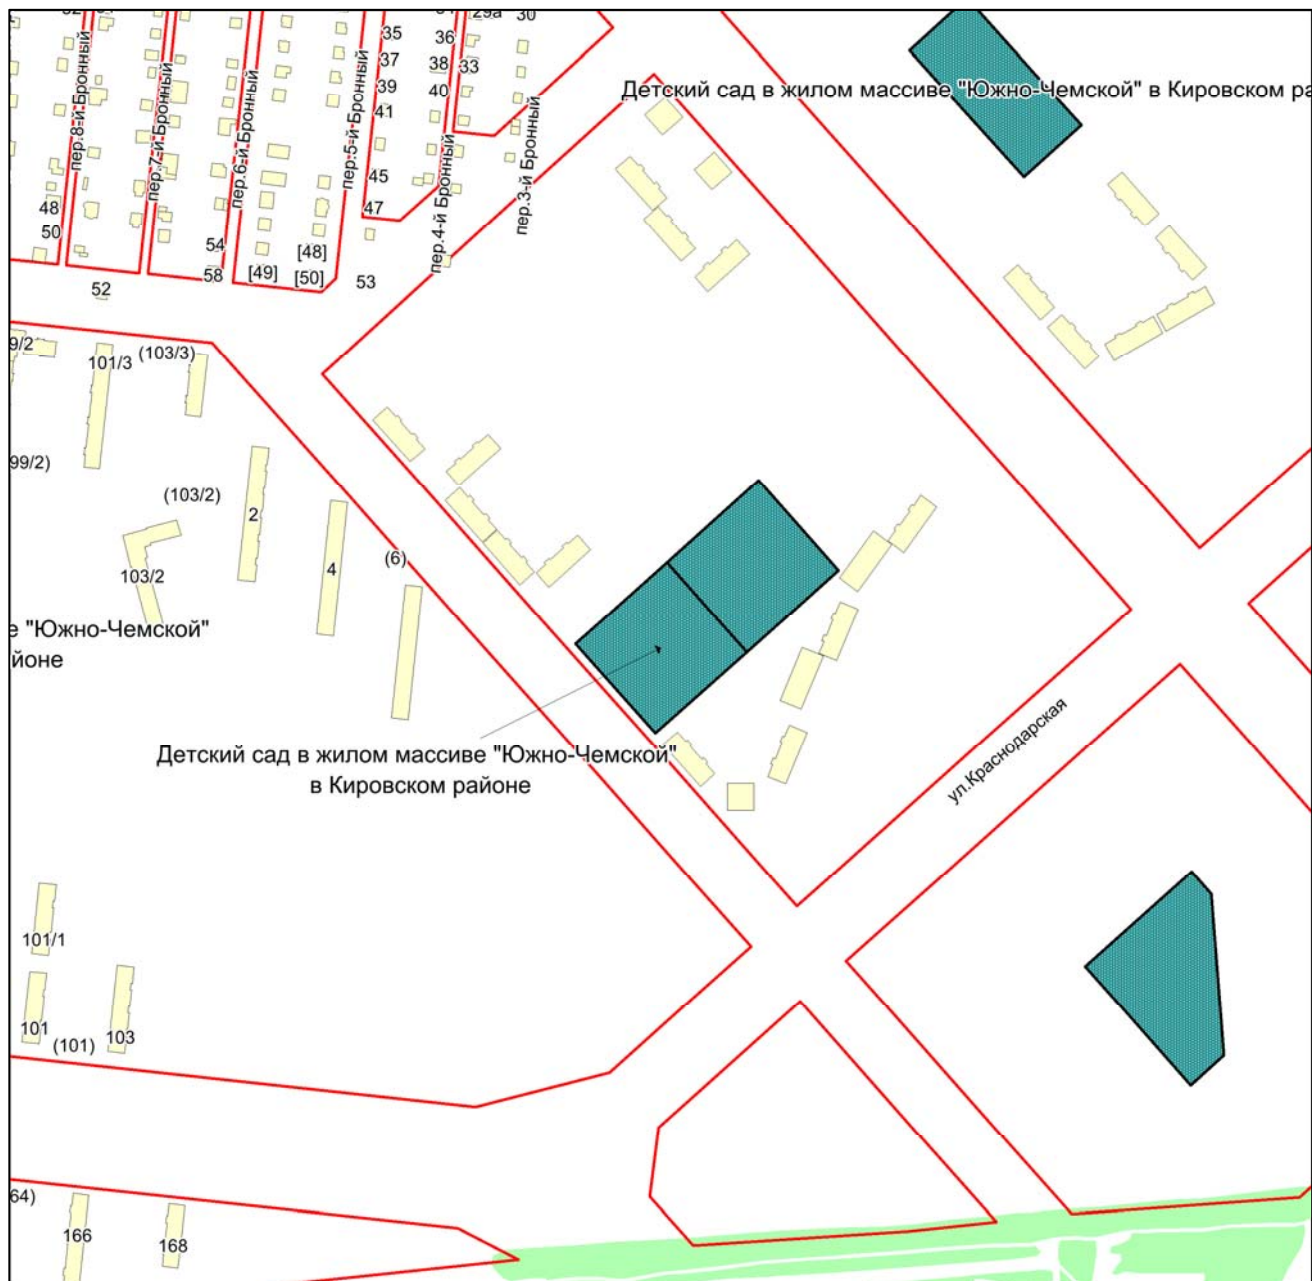 29а
30
35
36
37
38
33
39
40
41
45
47
48
50
54
58
[48]
[49]
[50]
53
52
пер.8-й Бронный
пер.7-й Бронный
пер.6-й Бронный
пер.5-й Бронный
пер.4-й Бронный
пер.3-й Бронный
Детский сад в жилом массиве "Южно-Чемской" в Кировском ра
9/2
101/3
(103/3)
99/2)
(103/2)
2
4
(6)
103/2
е "Южно-Чемской"
йоне
Детский сад в жилом массиве "Южно-Чемской"
в Кировском районе
ул.Краснодарская
101/1
101
(101)
103
64)
166
168